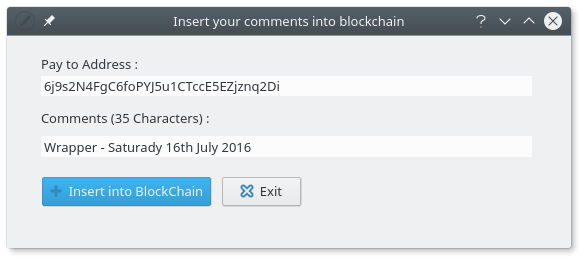 Insert your comments into blockchain
Pay to Address :
6j9s2N4FgC6foPYJ5u1CTccE5EZjznq2Di
Comments (35 Characters) :
Wrapper - Saturady 16th July 2016
Insert into BlockChain
Exit